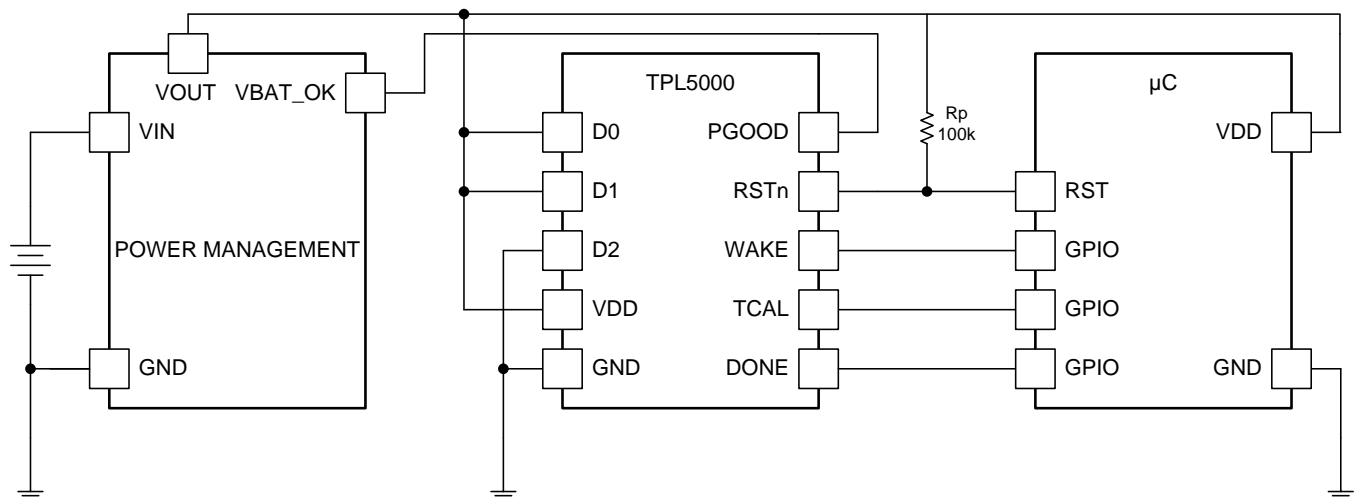 VOUT
VBAT_OK
VIN
POWER MANAGEMENT
GND
TPL5000
D0
D1
D2
VDD
GND
PGOOD
RSTn
WAKE
TCAL
DONE
Rp
100k
µC
RST
GPIO
GPIO
GPIO
VDD
GND